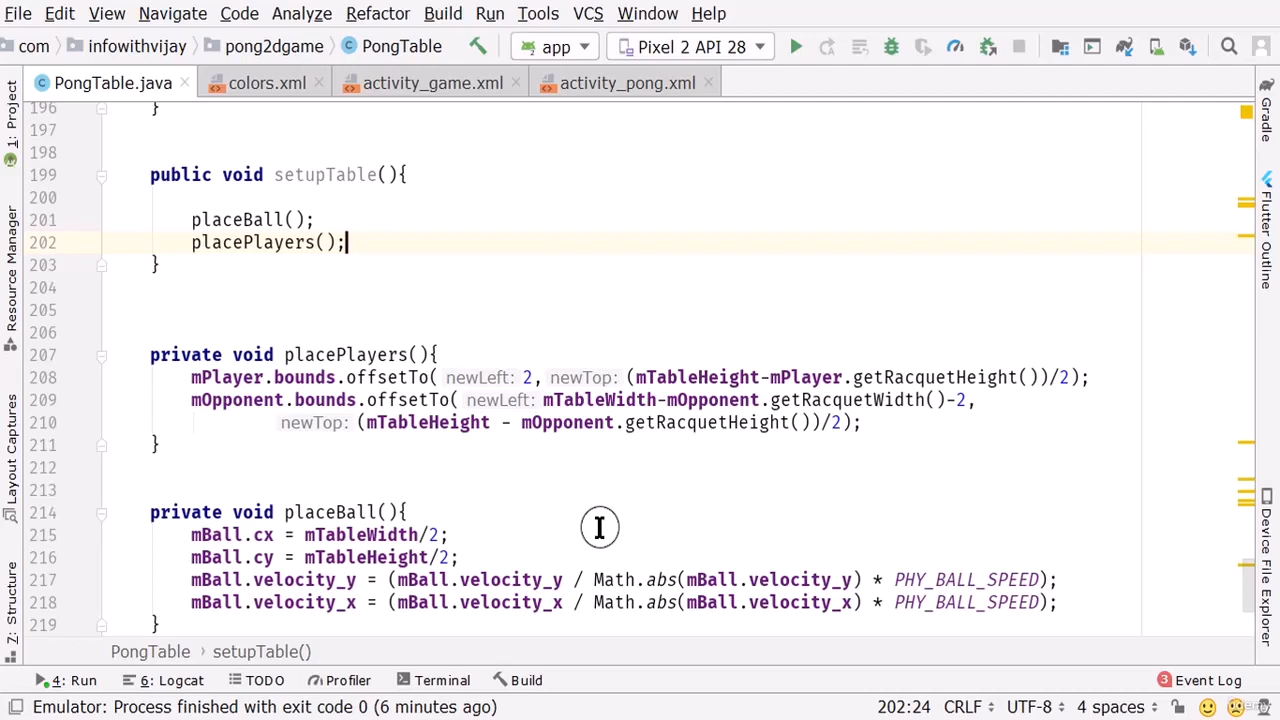 File Edit View Navigate Code Analyze Refactor Build Run Tools VCS Window Help
com infowithvijay pong2dgame PongTable app Pixel 2 API 28
PongTable.java colors.xml activity_game.xml activity_pong.xml
1: Project
Resource Manager
Layout Captures
Z: Structure
196 }
197
198
199 public void setupTable(){
200
201 placeBall();
202 placePlayers();
203 }
204
205
206
207 private void placePlayers(){
208 mPlayer.bounds.offsetTo( newLeft: 2, newTop: (mTableHeight-mPlayer.getRacquetHeight())/2);
209 mOpponent.bounds.offsetTo( newLeft: mTableWidth-mOpponent.getRacquetWidth()-2,
210 newTop: (mTableHeight - mOpponent.getRacquetHeight())/2);
211 }
212
213
214 private void placeBall(){
215 mBall.cx = mTableWidth/2;
216 mBall.cy = mTableHeight/2;
217 mBall.velocity_y = (mBall.velocity_y / Math.abs(mBall.velocity_y) * PHY_BALL_SPEED);
218 mBall.velocity_x = (mBall.velocity_x / Math.abs(mBall.velocity_x) * PHY_BALL_SPEED);
219 }
Gradle
Flutter Outline
Device File Explorer
PongTable setupTable()
4: Run 6: Logcat TODO Profiler Terminal Build 3 Event Log
Emulator: Process finished with exit code 0 (6 minutes ago) 202:24 CRLF UTF-8 4 spaces